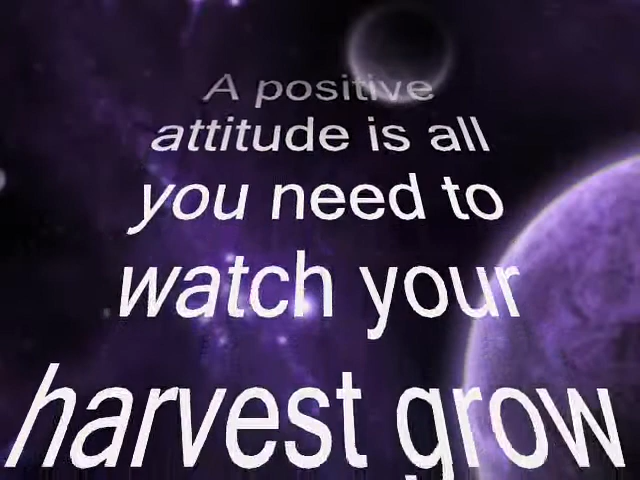 A positive
attitude is all
you need to
watch your
harvest grow